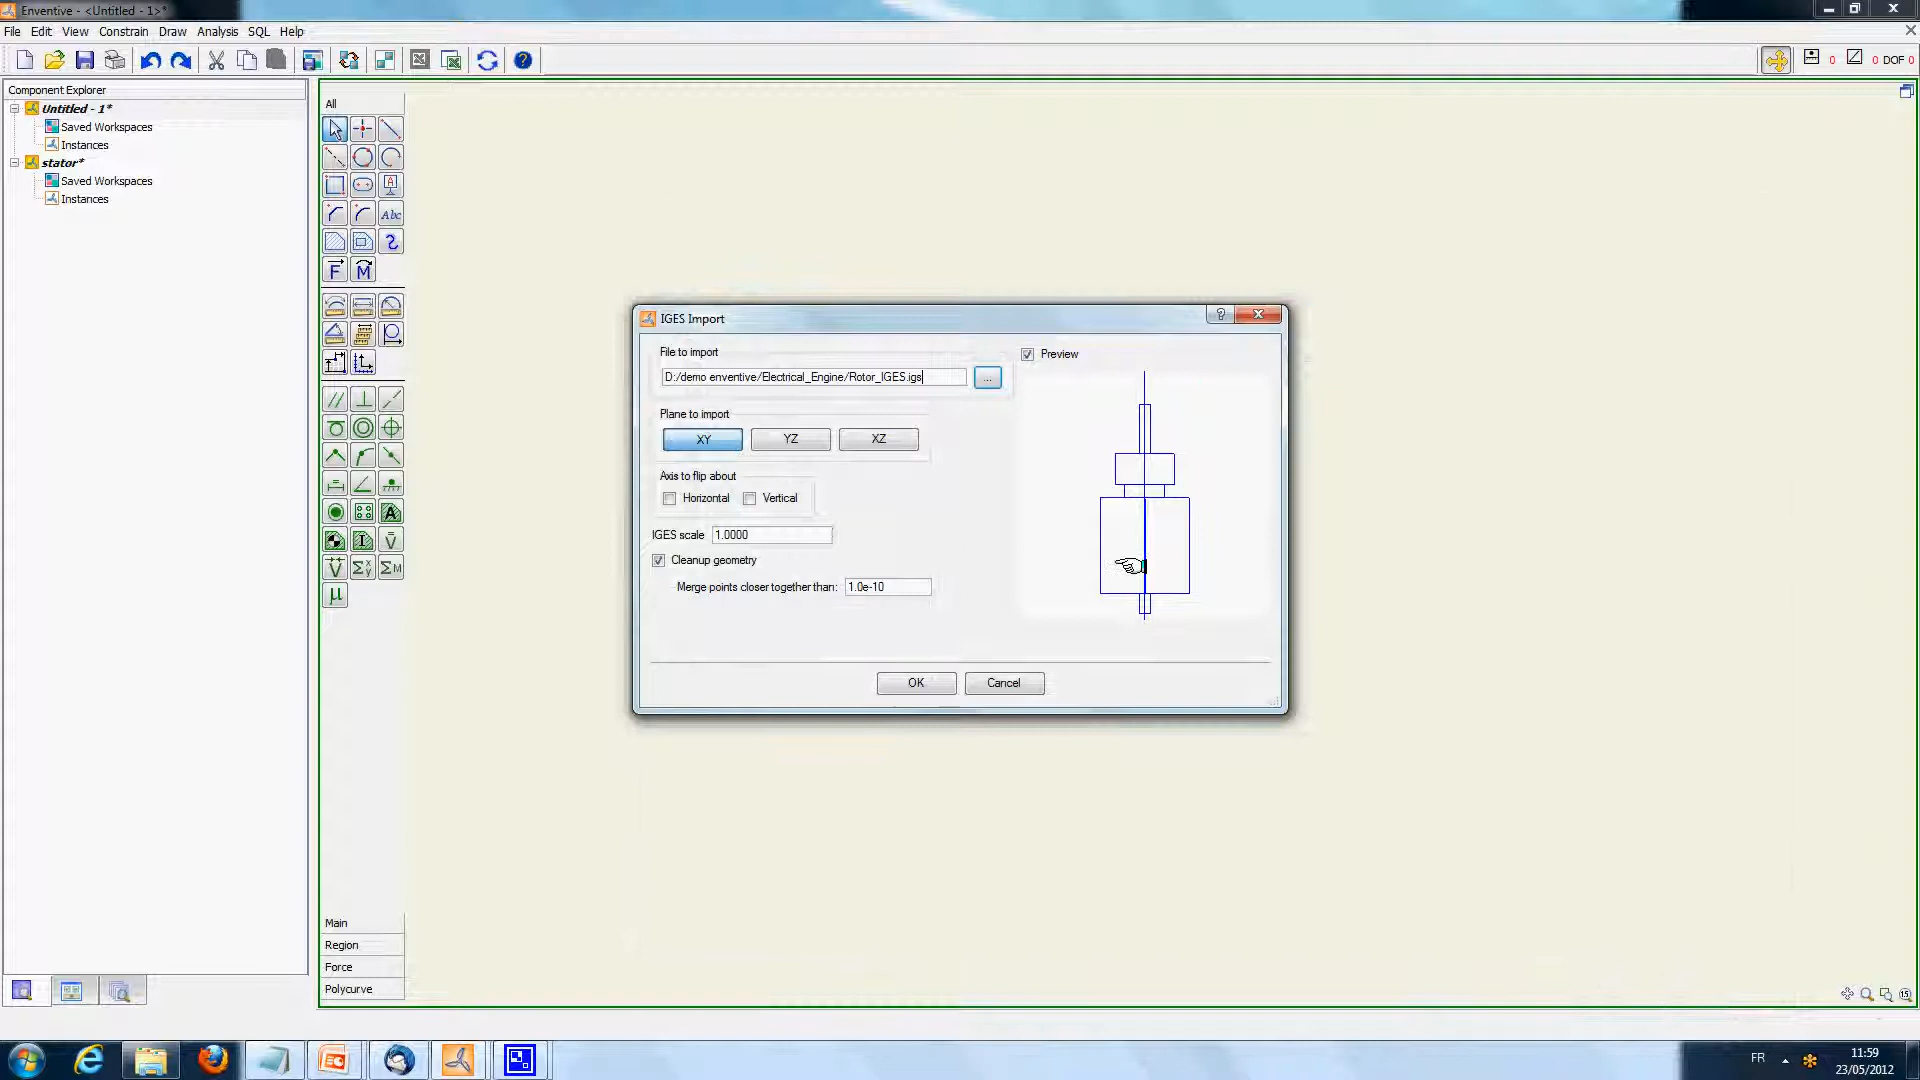 Enventive - <Untitled - 1>*
File Edit View Constrain Draw Analysis SQL Help
0 0 DOF 0
Component Explorer
Untitled - 1*
Saved Workspaces
Instances
stator*
Saved Workspaces
Instances
All
A
Abc
F M
A
I V
V Σxy ΣM
μ
Main
Region
Force
Polycurve
IGES Import
File to import
D:/demo enventive/Electrical_Engine/Rotor_IGES.igs
...
Preview
Plane to import
XY YZ XZ
Axis to flip about
Horizontal Vertical
IGES scale 1.0000
Cleanup geometry
Merge points closer together than: 1.0e-10
OK Cancel
FR
11:59
23/05/2012